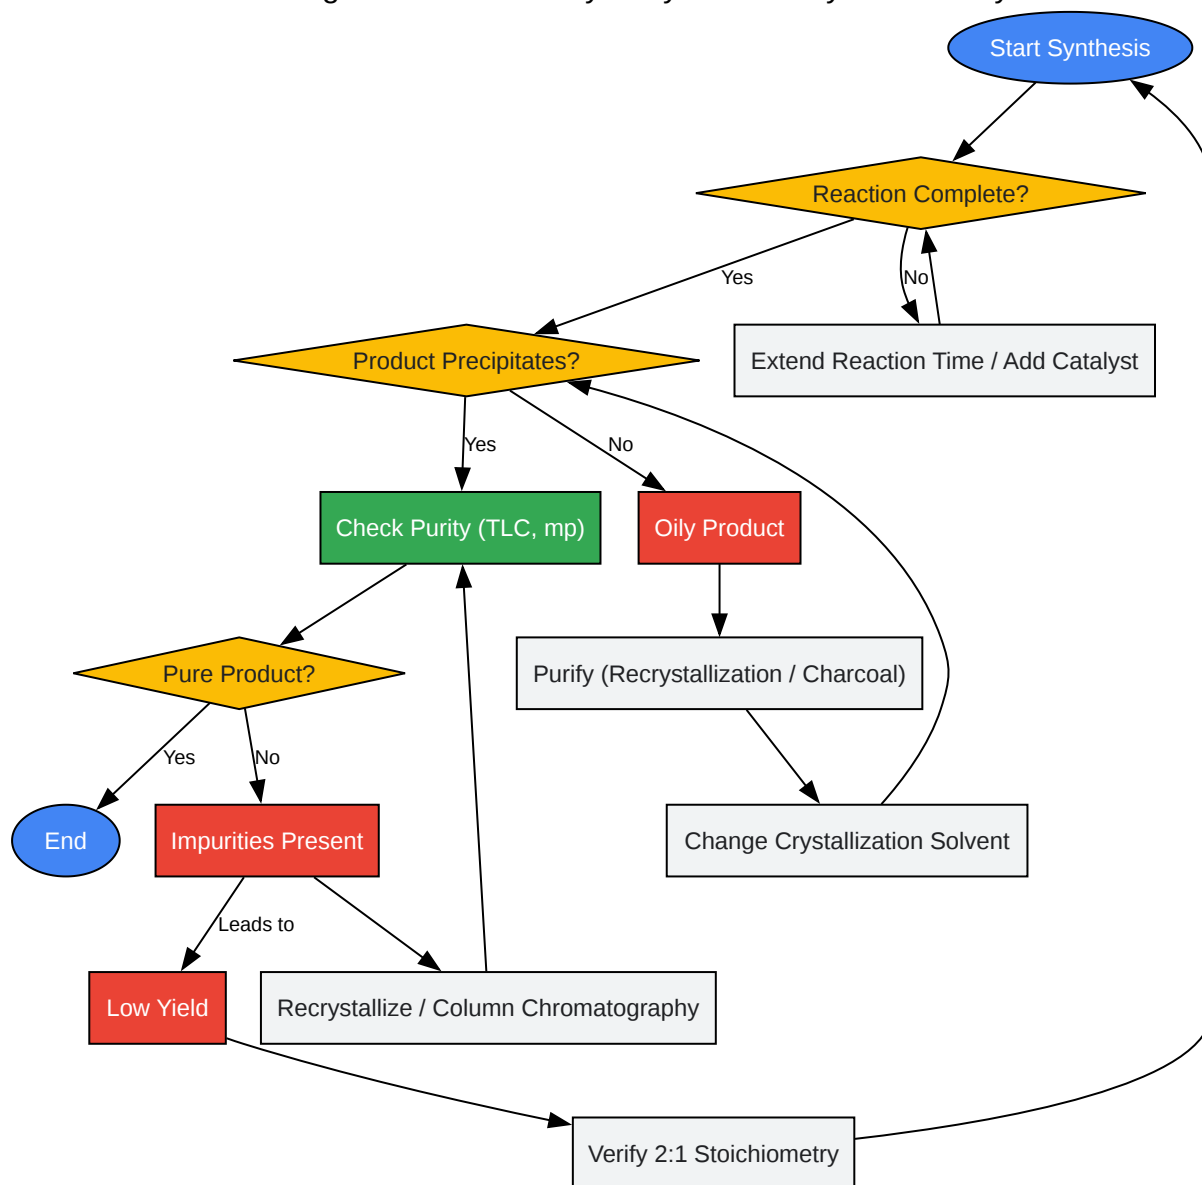 Start Synthesis
Reaction Complete?
Yes
No
Product Precipitates?
Extend Reaction Time / Add Catalyst
Yes
No
Check Purity (TLC, mp)
Oily Product
Pure Product?
Purify (Recrystallization / Charcoal)
Yes
No
End
Impurities Present
Change Crystallization Solvent
Leads to
Low Yield
Recrystallize / Column Chromatography
Verify 2:1 Stoichiometry